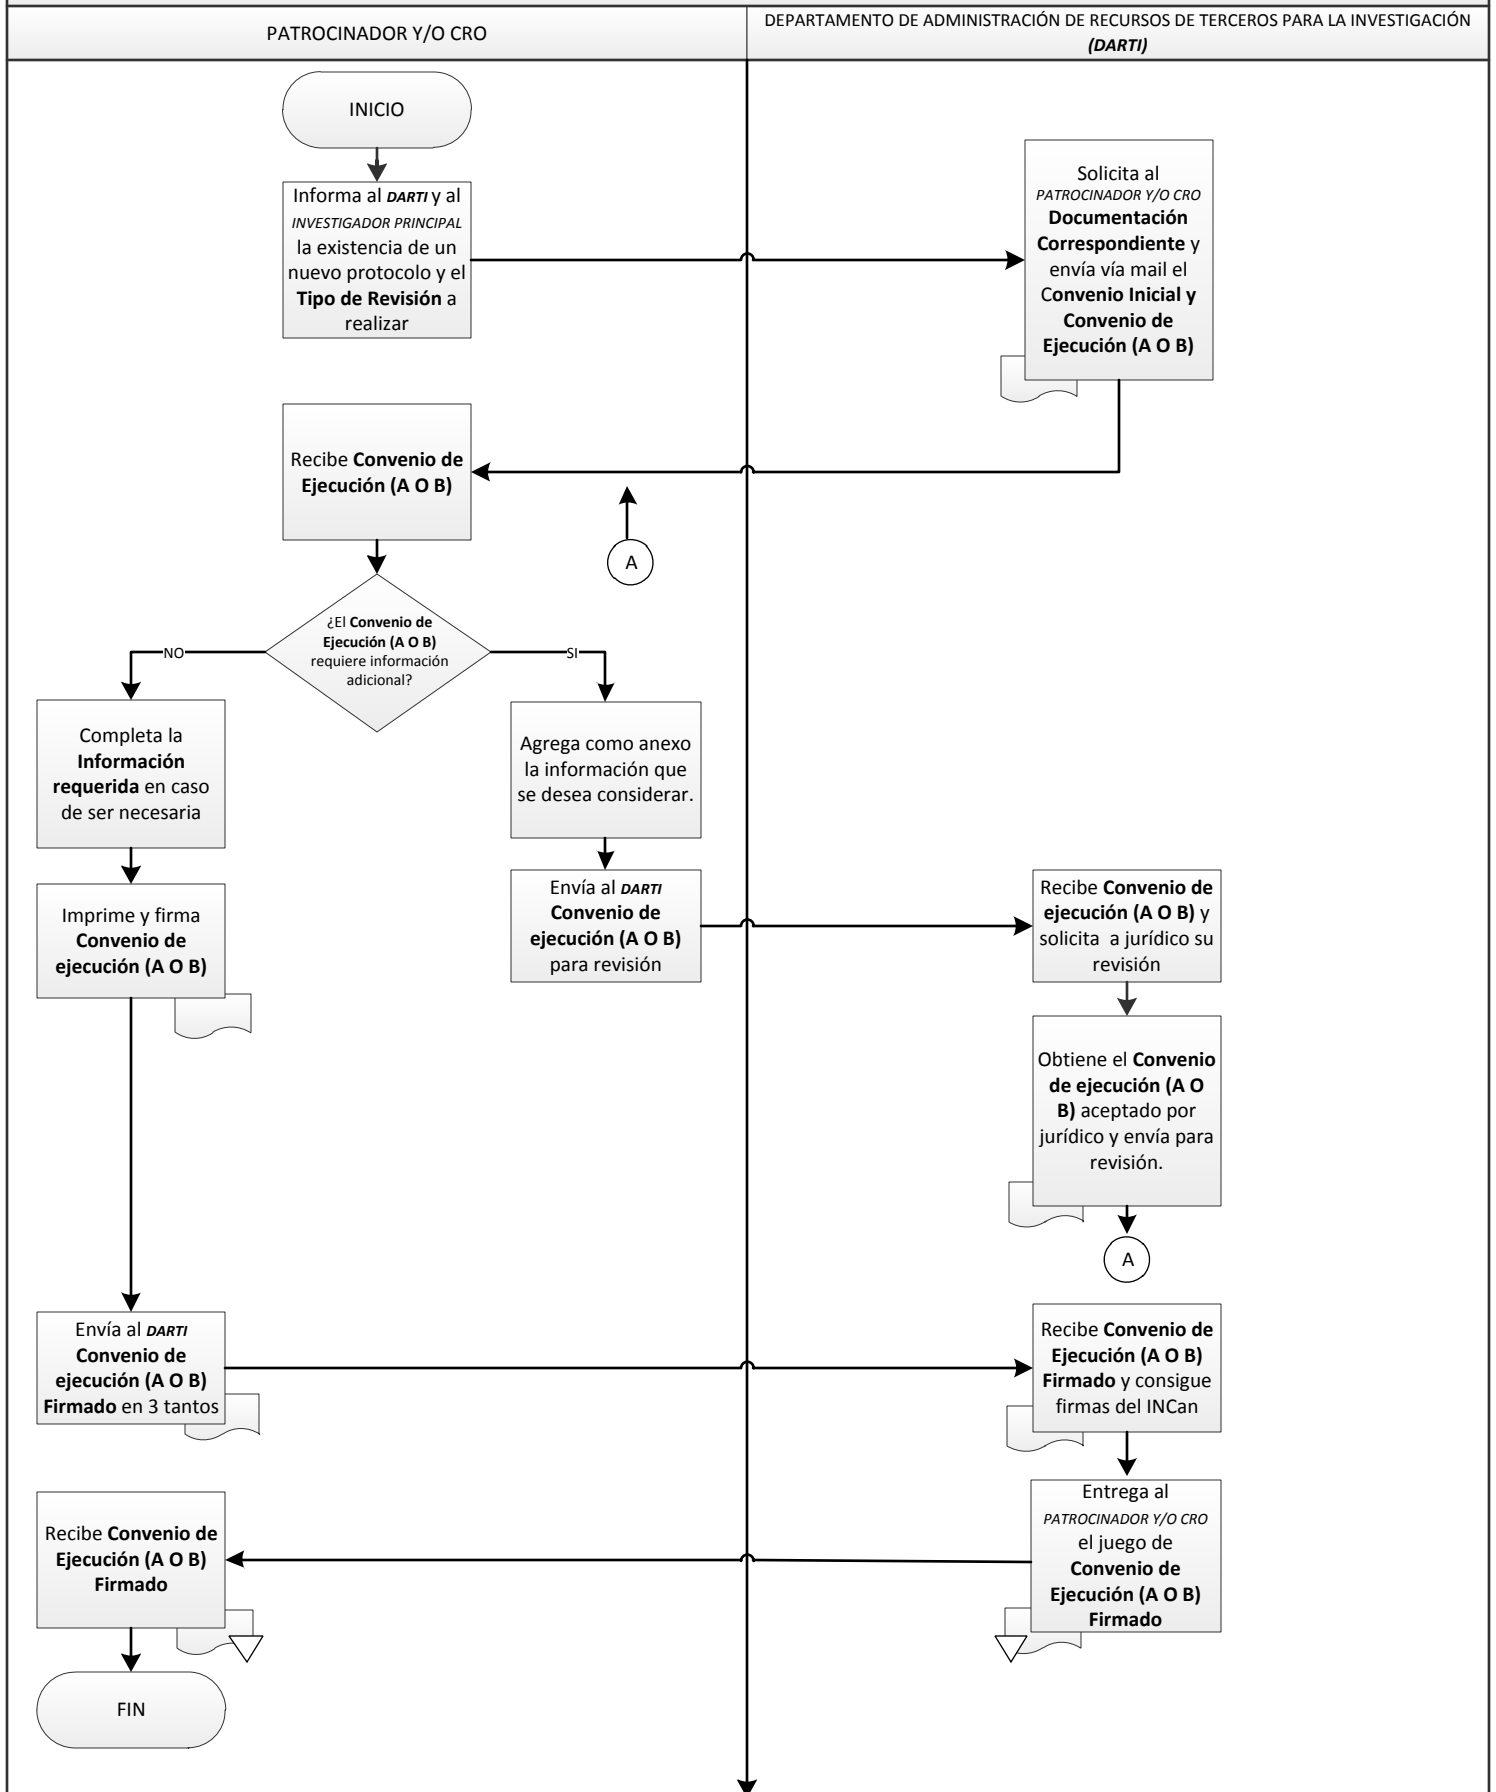 PATROCINADOR Y/O CRO
DEPARTAMENTO DE ADMINISTRACIÓN DE RECURSOS DE TERCEROS PARA LA INVESTIGACIÓN
(DARTI)
INICIO
Informa al DARTI y al
INVESTIGADOR PRINCIPAL
la existencia de un
nuevo protocolo y el
Tipo de Revisión a
realizar
Solicita al
PATROCINADOR Y/O CRO
Documentación
Correspondiente y
envía vía mail el
Convenio Inicial y
Convenio de
Ejecución (A O B)
Recibe Convenio de
Ejecución (A O B)
A
¿El Convenio de
Ejecución (A O B)
requiere información
adicional?
NO
SI
Completa la
Información
requerida en caso
de ser necesaria
Agrega como anexo
la información que
se desea considerar.
Imprime y firma
Convenio de
ejecución (A O B)
Envía al DARTI
Convenio de
ejecución (A O B)
para revisión
Recibe Convenio de
ejecución (A O B) y
solicita a jurídico su
revisión
Obtiene el Convenio
de ejecución (A O
B) aceptado por
jurídico y envía para
revisión.
A
Envía al DARTI
Convenio de
ejecución (A O B)
Firmado en 3 tantos
Recibe Convenio de
Ejecución (A O B)
Firmado y consigue
firmas del INCan
Entrega al
PATROCINADOR Y/O CRO
el juego de
Convenio de
Ejecución (A O B)
Firmado
Recibe Convenio de
Ejecución (A O B)
Firmado
FIN